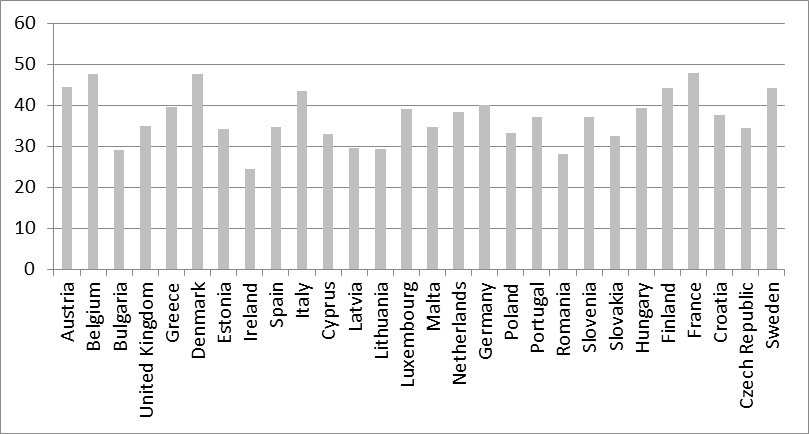 60
50
40
30
20
10
0
Austria
Belgium
Bulgaria
United Kingdom
Greece
Denmark
Estonia
Ireland
Spain
Italy
Cyprus
Latvia
Lithuania
Luxembourg
Malta
Netherlands
Germany
Poland
Portugal
Romania
Slovenia
Slovakia
Hungary
Finland
France
Croatia
Czech Republic
Sweden